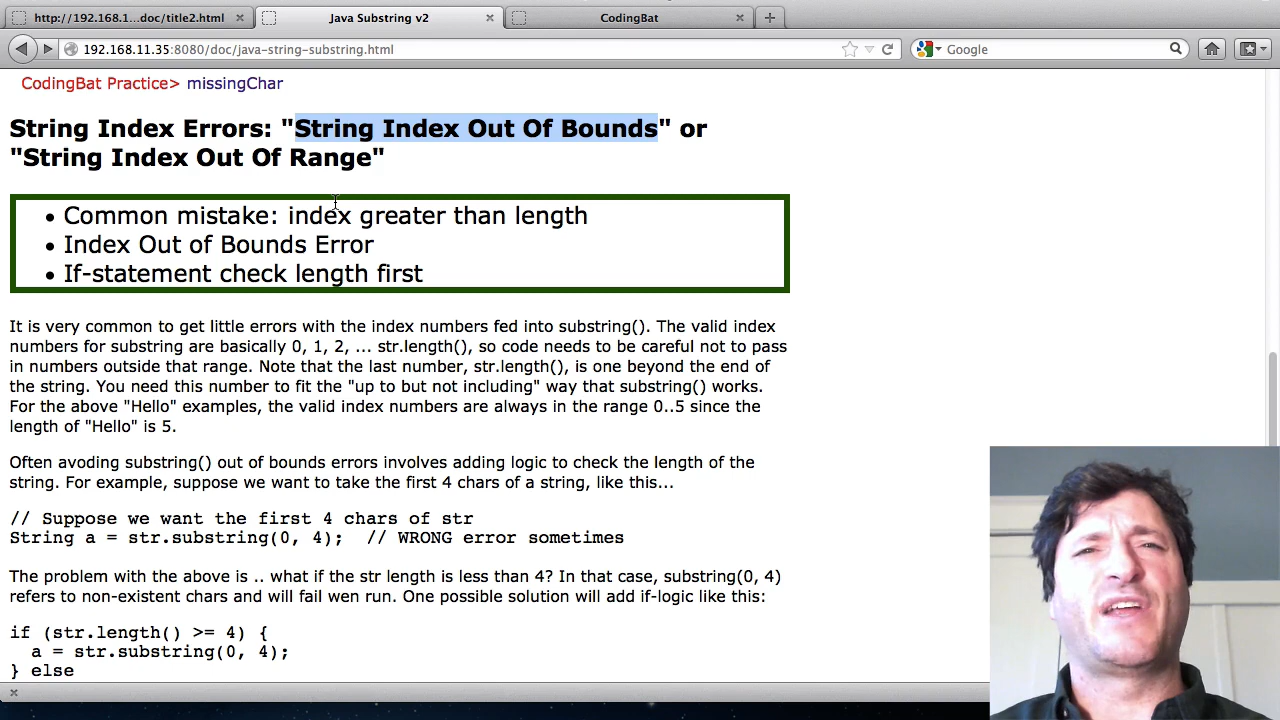 http://192.168.1...doc/title2.html
Java Substring v2
CodingBat
192.168.11.35:8080/doc/java-string-substring.html
Google
CodingBat Practice> missingChar
String Index Errors: "String Index Out Of Bounds" or
"String Index Out Of Range"
Common mistake: index greater than length
Index Out of Bounds Error
If-statement check length first
It is very common to get little errors with the index numbers fed into substring(). The valid index
numbers for substring are basically 0, 1, 2, ... str.length(), so code needs to be careful not to pass
in numbers outside that range. Note that the last number, str.length(), is one beyond the end of
the string. You need this number to fit the "up to but not including" way that substring() works.
For the above "Hello" examples, the valid index numbers are always in the range 0..5 since the
length of "Hello" is 5.
Often avoding substring() out of bounds errors involves adding logic to check the length of the
string. For example, suppose we want to take the first 4 chars of a string, like this...
// Suppose we want the first 4 chars of str
String a = str.substring(0, 4);  // WRONG error sometimes
The problem with the above is .. what if the str length is less than 4? In that case, substring(0, 4)
refers to non-existent chars and will fail wen run. One possible solution will add if-logic like this:
if (str.length() >= 4) {
  a = str.substring(0, 4);
} else